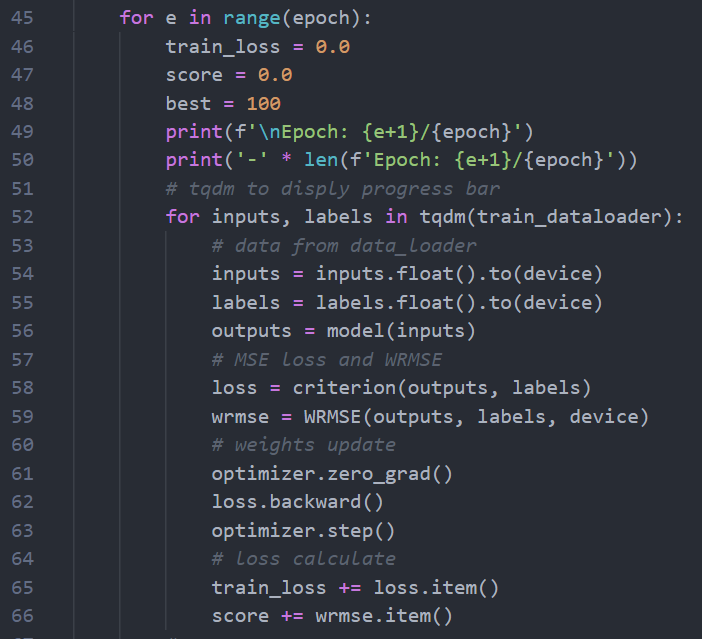 45 for e in range(epoch):
46 train_loss = 0.0
47 score = 0.0
48 best = 100
49 print(f'\nEpoch: {e+1}/{epoch}')
50 print('-' * len(f'Epoch: {e+1}/{epoch}'))
51 # tqdm to disply progress bar
52 for inputs, labels in tqdm(train_dataloader):
53 # data from data_loader
54 inputs = inputs.float().to(device)
55 labels = labels.float().to(device)
56 outputs = model(inputs)
57 # MSE loss and WRMSE
58 loss = criterion(outputs, labels)
59 wrmse = WRMSE(outputs, labels, device)
60 # weights update
61 optimizer.zero_grad()
62 loss.backward()
63 optimizer.step()
64 # loss calculate
65 train_loss += loss.item()
66 score += wrmse.item()